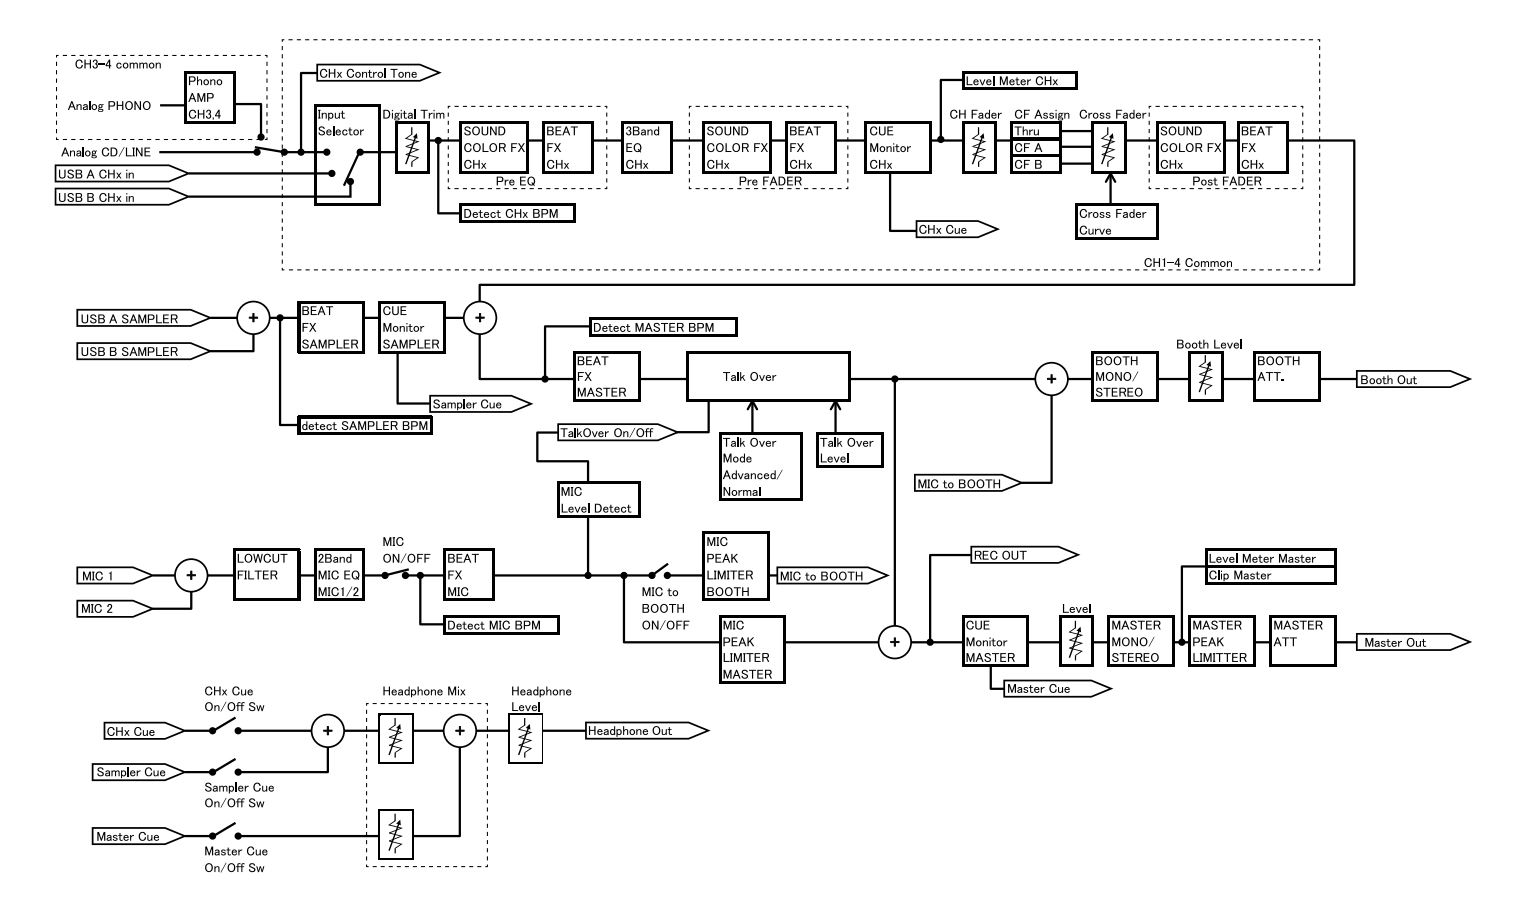 CH3-4 common
Phono
AMP
CH3,4
Analog PHONO
Analog CD/LINE
USB A CHx in
USB B CHx in
CHx Control Tone
Input
Selector
Digital Trim
Detect CHx BPM
SOUND
COLOR FX
CHx
BEAT
FX
CHx
Pre EQ
3Band
EQ
CHx
SOUND
COLOR FX
CHx
BEAT
FX
CHx
Pre FADER
CUE
Monitor
CHx
CHx Cue
Level Meter CHx
CH Fader
CF Assign
Thru
CF A
CF B
Cross Fader
Cross Fader
Curve
SOUND
COLOR FX
CHx
BEAT
FX
CHx
Post FADER
CH1-4 Common
USB A SAMPLER
USB B SAMPLER
+
BEAT
FX
SAMPLER
CUE
Monitor
SAMPLER
+
Sampler Cue
detect SAMPLER BPM
Detect MASTER BPM
BEAT
FX
MASTER
Talk Over
TalkOver On/Off
Talk Over
Mode
Advanced/
Normal
Talk Over
Level
MIC
Level Detect
MIC to BOOTH
+
BOOTH
MONO/
STEREO
Booth Level
BOOTH
ATT.
Booth Out
MIC 1
MIC 2
+
LOWCUT
FILTER
2Band
MIC EQ
MIC1/2
MIC
ON/OFF
BEAT
FX
MIC
Detect MIC BPM
MIC to
BOOTH
ON/OFF
MIC
PEAK
LIMITER
BOOTH
MIC to BOOTH
MIC
PEAK
LIMITER
MASTER
+
REC OUT
CUE
Monitor
MASTER
Master Cue
Level
MASTER
MONO/
STEREO
Level Meter Master
Clip Master
MASTER
PEAK
LIMITTER
MASTER
ATT
Master Out
CHx Cue
On/Off Sw
CHx Cue
Sampler Cue
Sampler Cue
On/Off Sw
Master Cue
Master Cue
On/Off Sw
+
Headphone Mix
+
Headphone
Level
Headphone Out